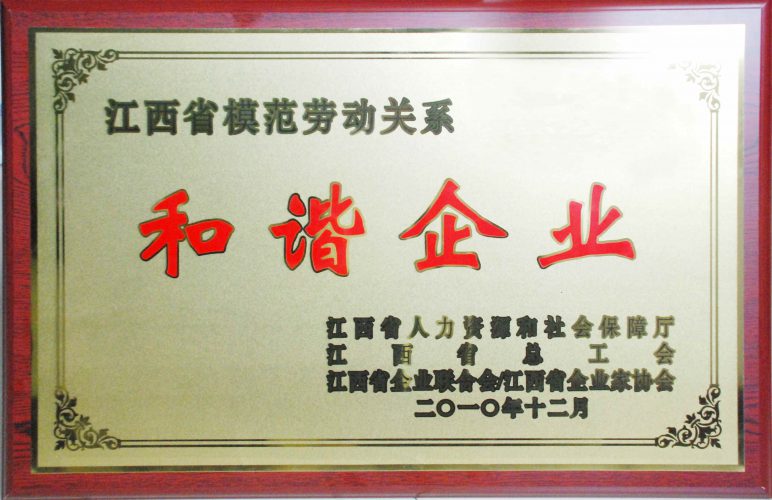 江西省模范劳动关系
和谐企业
江西省人力资源和社会保障厅
江西省总工会
江西省企业联合会/江西省企业家协会
二〇一〇年十二月